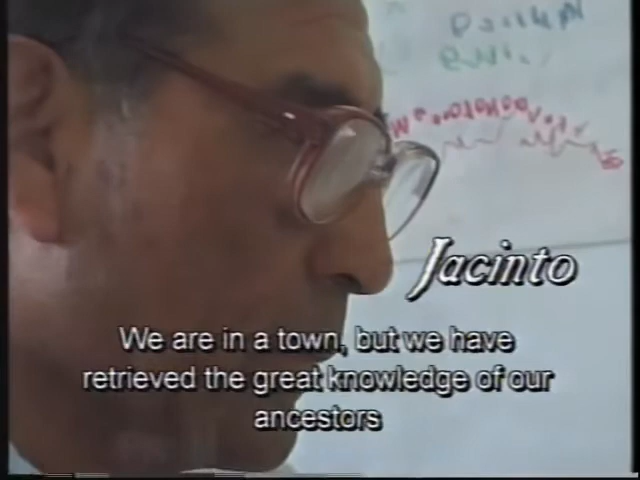 Jacinto
We are in a town, but we have
retrieved the great knowledge of our
ancestors